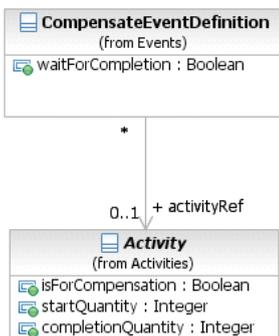 CompensateEventDefinition
(from Events)
waitForCompletion : Boolean
*
0..1 + activityRef
Activity
(from Activities)
isForCompensation : Boolean
startQuantity : Integer
completionQuantity : Integer